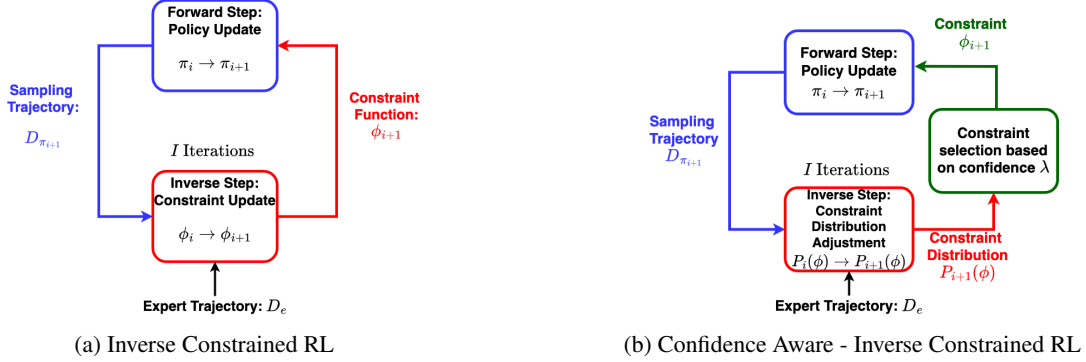 Forward Step:
Policy Update
π_i → π_{i+1}
Sampling
Trajectory:
D_{π_{i+1}}
Constraint
Function:
ϕ_{i+1}
I Iterations
Inverse Step:
Constraint Update
ϕ_i → ϕ_{i+1}
Expert Trajectory: D_e
(a) Inverse Constrained RL
Constraint
ϕ_{i+1}
Forward Step:
Policy Update
π_i → π_{i+1}
Sampling
Trajectory
D_{π_{i+1}}
Constraint
selection based
on confidence λ
I Iterations
Inverse Step:
Constraint
Distribution
Adjustment
P_i(ϕ) → P_{i+1}(ϕ)
Constraint
Distribution
P_{i+1}(ϕ)
Expert Trajectory: D_e
(b) Confidence Aware - Inverse Constrained RL